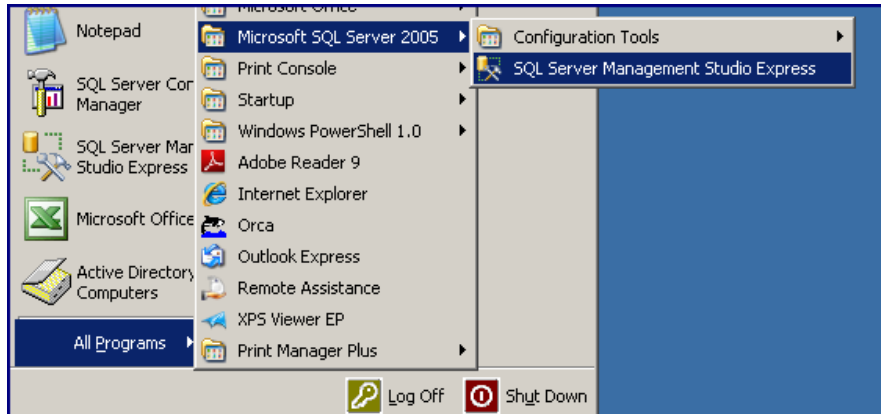 Microsoft Office
Notepad
Microsoft SQL Server 2005
Configuration Tools
Print Console
SQL Server Management Studio Express
SQL Server Cor
Manager
Startup
Windows PowerShell 1.0
SQL Server Mar
Studio Express
Adobe Reader 9
Internet Explorer
Microsoft Office
Orca
Outlook Express
Active Directory
Computers
Remote Assistance
XPS Viewer EP
All Programs
Print Manager Plus
Log Off
Shut Down